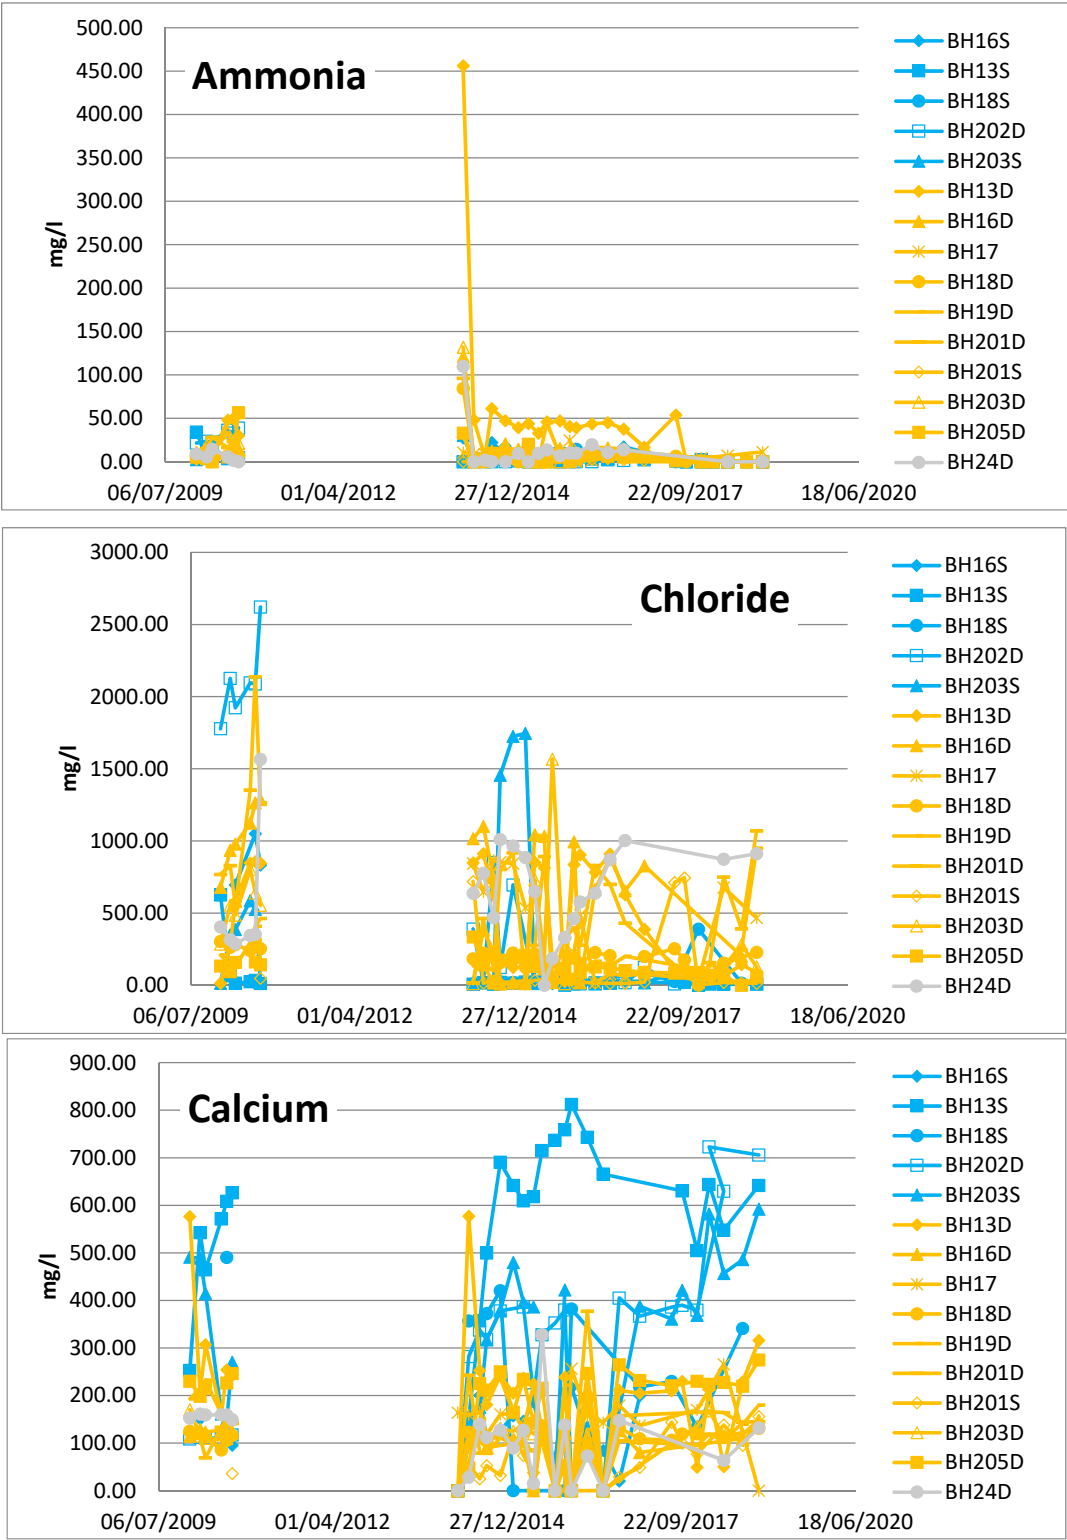 Ammonia
mg/l
500.00
450.00
400.00
350.00
300.00
250.00
200.00
150.00
100.00
50.00
0.00
06/07/2009 01/04/2012 27/12/2014 22/09/2017 18/06/2020
BH16S
BH13S
BH18S
BH202D
BH203S
BH13D
BH16D
BH17
BH18D
BH19D
BH201D
BH201S
BH203D
BH205D
BH24D
Chloride
mg/l
3000.00
2500.00
2000.00
1500.00
1000.00
500.00
0.00
06/07/2009 01/04/2012 27/12/2014 22/09/2017 18/06/2020
BH16S
BH13S
BH18S
BH202D
BH203S
BH13D
BH16D
BH17
BH18D
BH19D
BH201D
BH201S
BH203D
BH205D
BH24D
Calcium
mg/l
900.00
800.00
700.00
600.00
500.00
400.00
300.00
200.00
100.00
0.00
06/07/2009 01/04/2012 27/12/2014 22/09/2017 18/06/2020
BH16S
BH13S
BH18S
BH202D
BH203S
BH13D
BH16D
BH17
BH18D
BH19D
BH201D
BH201S
BH203D
BH205D
BH24D